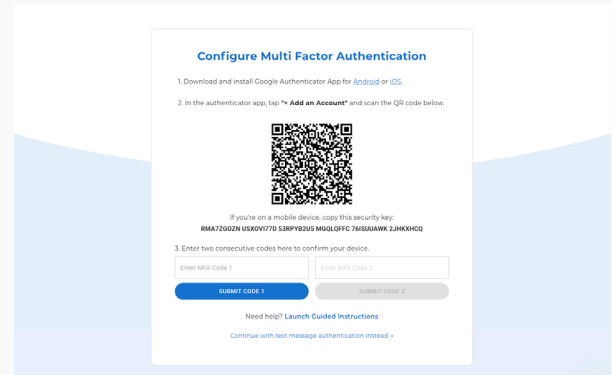 Configure Multi Factor Authentication
1. Download and install Google Authenticator App for Android or iOS.
2. In the authenticator app, tap "+ Add an Account" and scan the QR code below.
If you're on a mobile device, copy this security key:
RMA7ZGOZN USXOVI77D 53RPYB2U5 MGQLQFFC 76ISUUAWK 2JHKXHCQ
3. Enter two consecutive codes here to confirm your device.
Enter MFA Code 1 Enter MFA Code 2
SUBMIT CODE 1 SUBMIT CODE 2
Need help? Launch Guided Instructions
Continue with text message authentication instead »